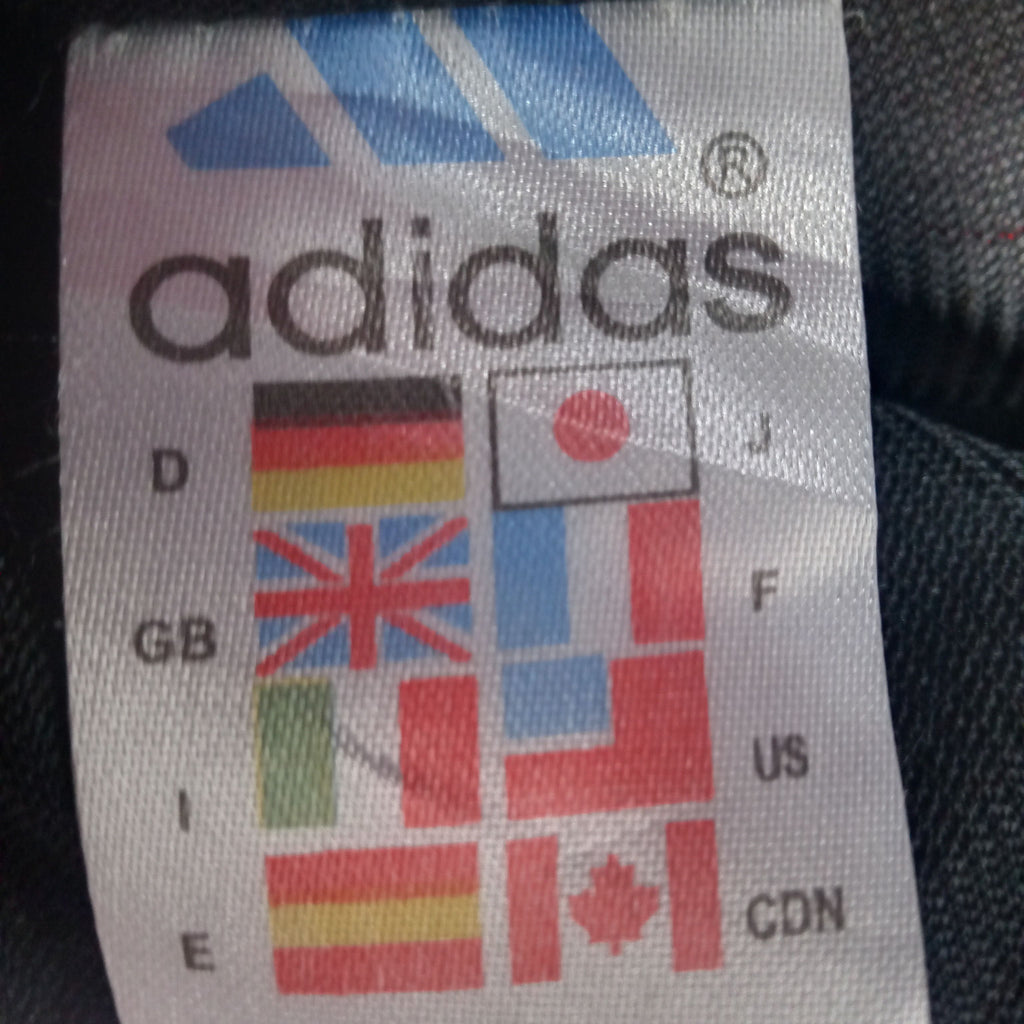 ®
adidas
D J
GB F
I US
E CDN